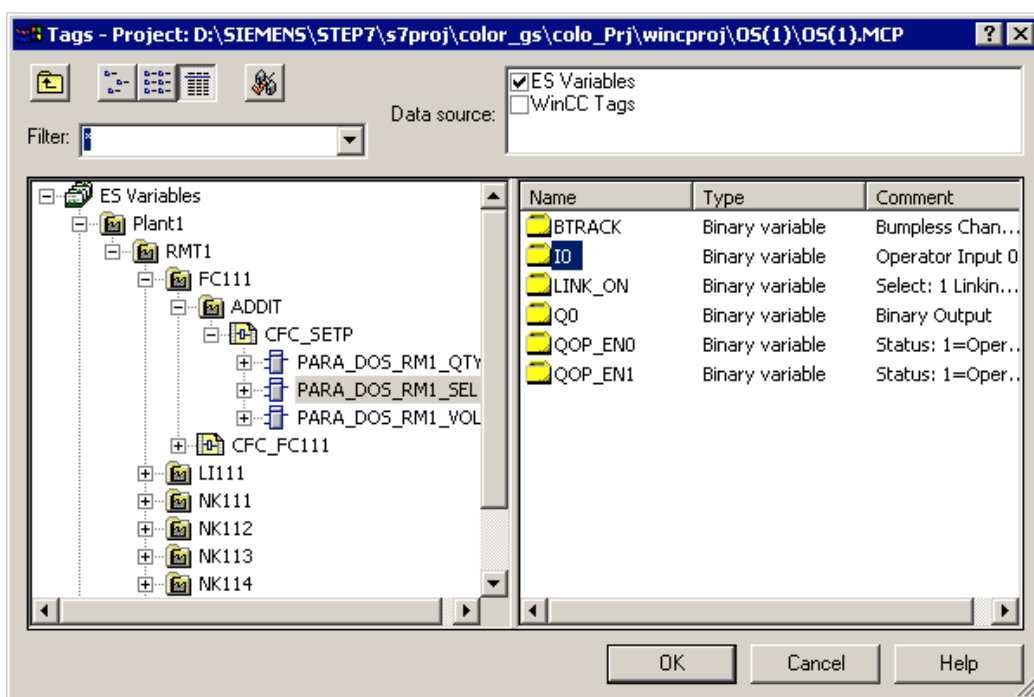 Tags - Project: D:\SIEMENS\STEP7\s7proj\color_gs\colo_Prj\wincproj\OS(1)\OS(1).MCP
Data source:
ES Variables
WinCC Tags
Filter: *
ES Variables
Plant1
RMT1
FC111
ADDIT
CFC_SETP
PARA_DOS_RM1_QTY
PARA_DOS_RM1_SEL
PARA_DOS_RM1_VOL
CFC_FC111
LI111
NK111
NK112
NK113
NK114
Name Type Comment
BTRACK Binary variable Bumpless Chan...
I0 Binary variable Operator Input 0
LINK_ON Binary variable Select: 1 Linkin...
Q0 Binary variable Binary Output
QOP_EN0 Binary variable Status: 1=Oper...
QOP_EN1 Binary variable Status: 1=Oper...
OK Cancel Help